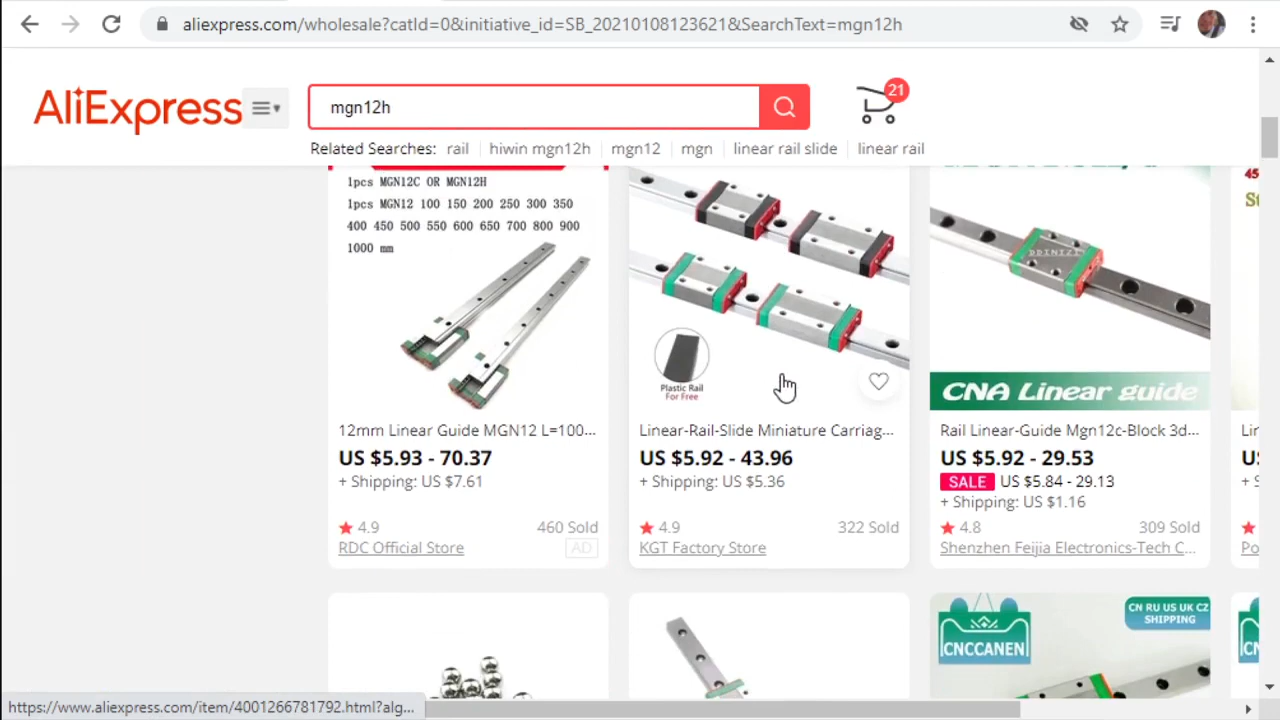 aliexpress.com/wholesale?catId=0&initiative_id=SB_20210108123621&SearchText=mgn12h
AliExpress
mgn12h
21
Related Searches: rail hiwin mgn12h mgn12 mgn linear rail slide linear rail
1pcs MGN12C OR MGN12H
1pcs MGN12 100 150 200 250 300 350
400 450 500 550 600 650 700 800 900
1000 mm
12mm Linear Guide MGN12 L=100...
US $5.93 - 70.37
+ Shipping: US $7.61
4.9 460 Sold
RDC Official Store AD
Plastic Rail
For Free
Linear-Rail-Slide Miniature Carriag...
US $5.92 - 43.96
+ Shipping: US $5.36
4.9 322 Sold
KGT Factory Store
DDINIZI
CNA Linear guide
Rail Linear-Guide Mgn12c-Block 3d...
US $5.92 - 29.53
SALE US $5.84 - 29.13
+ Shipping: US $1.16
4.8 309 Sold
Shenzhen Feijia Electronics-Tech C...
45
St
Lir
US
+ S
Po
CN RU US UK CZ
SHIPPING
CNCCANEN
CN
https://www.aliexpress.com/item/4001266781792.html?alg...